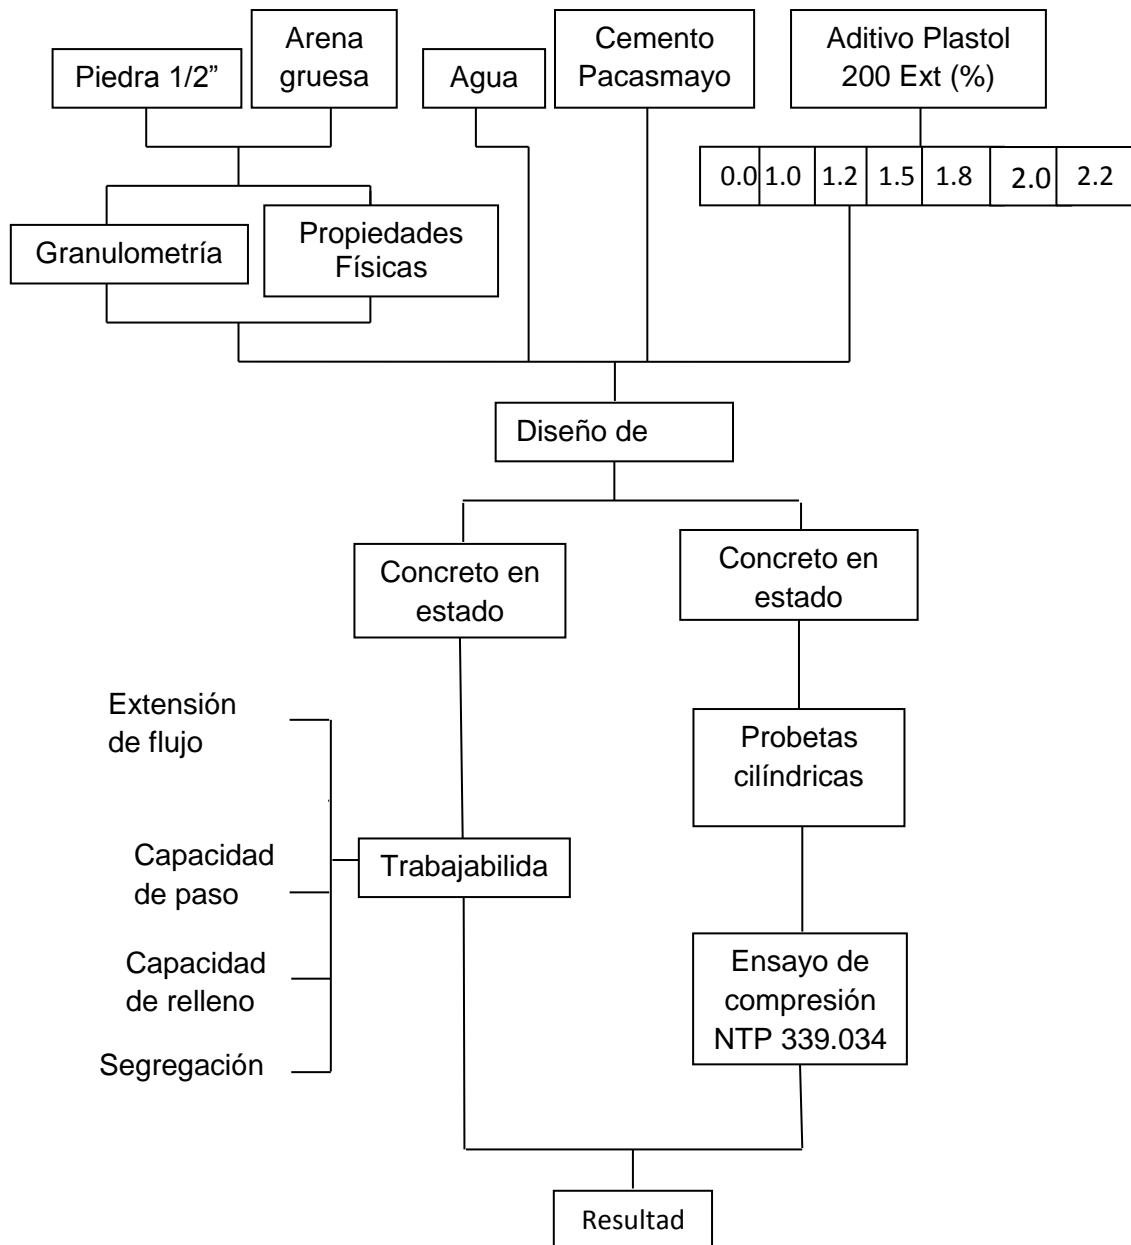 Piedra 1/2”
Arena
gruesa
Agua
Cemento
Pacasmayo
Aditivo Plastol
200 Ext (%)
0.0 1.0 1.2 1.5 1.8 2.0 2.2
Granulometría
Propiedades
Físicas
Diseño de
Concreto en
estado
Concreto en
estado
Extensión
de flujo
Probetas
cilíndricas
Capacidad
de paso
Trabajabilida
Capacidad
de relleno
Ensayo de
compresión
NTP 339.034
Segregación
Resultad